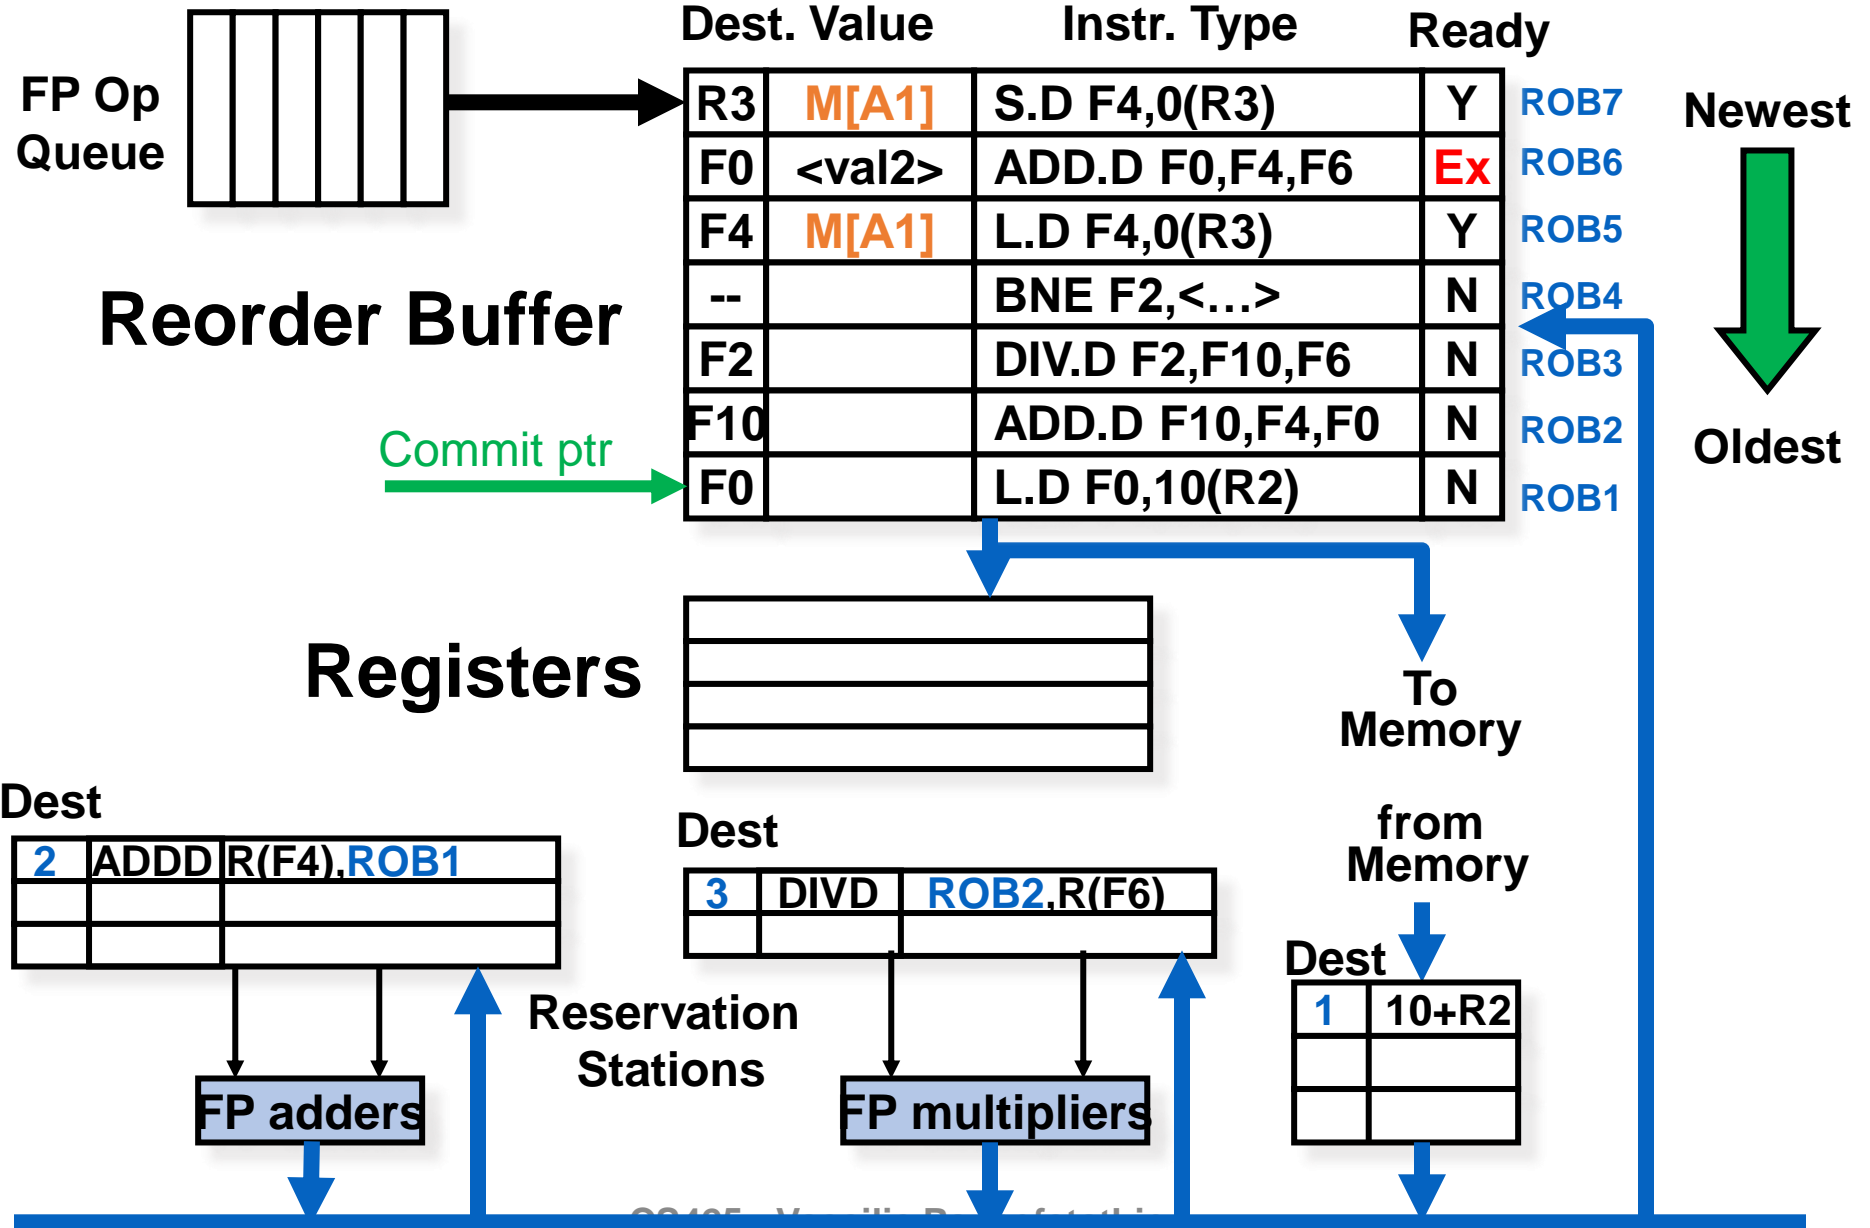 Dest. Value Instr. Type Ready
FP Op
Queue
R3 M[A1] S.D F4,0(R3) Y ROB7
F0 <val2> ADD.D F0,F4,F6 Ex ROB6
F4 M[A1] L.D F4,0(R3) Y ROB5
-- BNE F2,<...> N ROB4
F2 DIV.D F2,F10,F6 N ROB3
F10 ADD.D F10,F4,F0 N ROB2
F0 L.D F0,10(R2) N ROB1
Newest
Oldest
Reorder Buffer
Commit ptr
Registers
To
Memory
from
Memory
Dest
2 ADDD R(F4),ROB1
Dest
3 DIVD ROB2,R(F6)
Dest
1 10+R2
Reservation
Stations
FP adders
FP multipliers